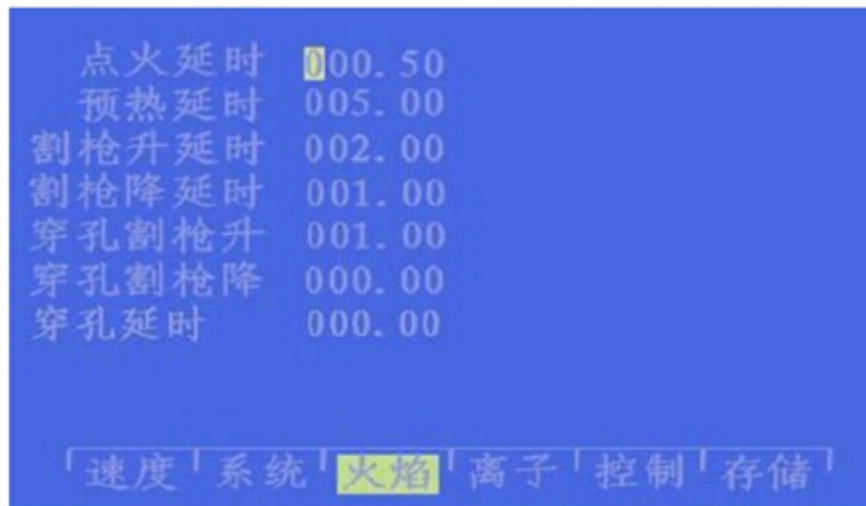 点火延时 000.50
预热延时 005.00
割枪升延时 002.00
割枪降延时 001.00
穿孔割枪升 001.00
穿孔割枪降 000.00
穿孔延时 000.00
速度 系统 火焰 离子 控制 存储